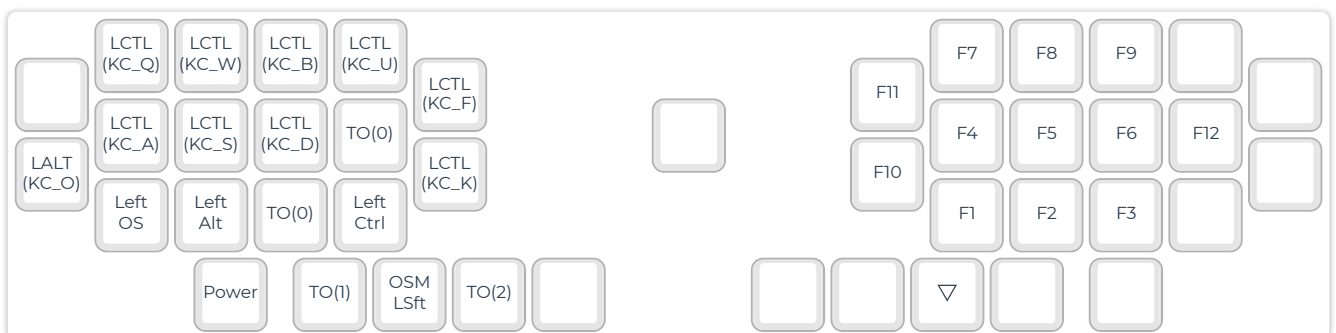 LCTL
(KC_Q)
LCTL
(KC_W)
LCTL
(KC_B)
LCTL
(KC_U)
LCTL
(KC_F)
F11
F7
F8
F9
LALT
(KC_O)
LCTL
(KC_A)
LCTL
(KC_S)
LCTL
(KC_D)
TO(0)
LCTL
(KC_K)
F10
F4
F5
F6
F12
Left
OS
Left
Alt
TO(0)
Left
Ctrl
F1
F2
F3
Power
TO(1)
OSM
LSft
TO(2)
▽